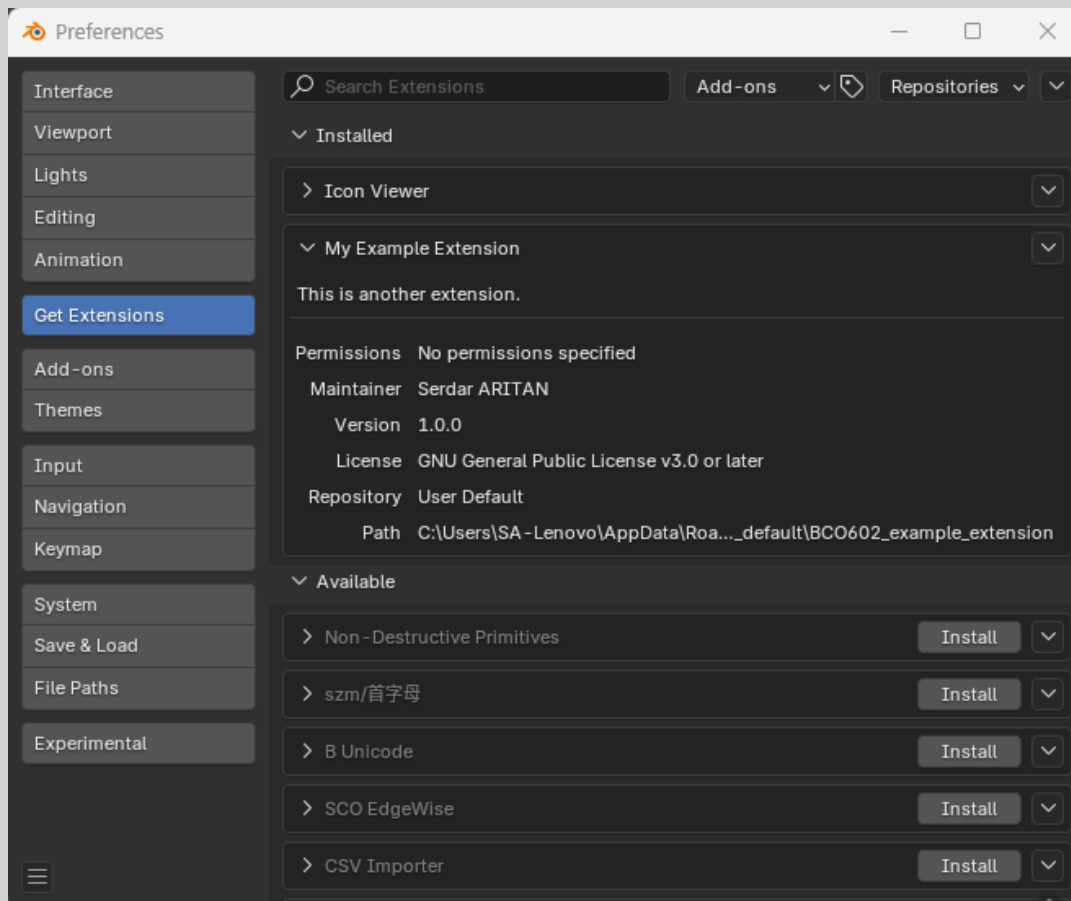 Preferences
Interface
Viewport
Lights
Editing
Animation
Get Extensions
Add-ons
Themes
Input
Navigation
Keymap
System
Save & Load
File Paths
Experimental
Search Extensions Add-ons Repositories
Installed
Icon Viewer
My Example Extension
This is another extension.
Permissions No permissions specified
Maintainer Serdar ARITAN
Version 1.0.0
License GNU General Public License v3.0 or later
Repository User Default
Path C:\Users\SA-Lenovo\AppData\Roa..._default\BCO602_example_extension
Available
Non-Destructive Primitives Install
szm/首字母 Install
B Unicode Install
SCO EdgeWise Install
CSV Importer Install